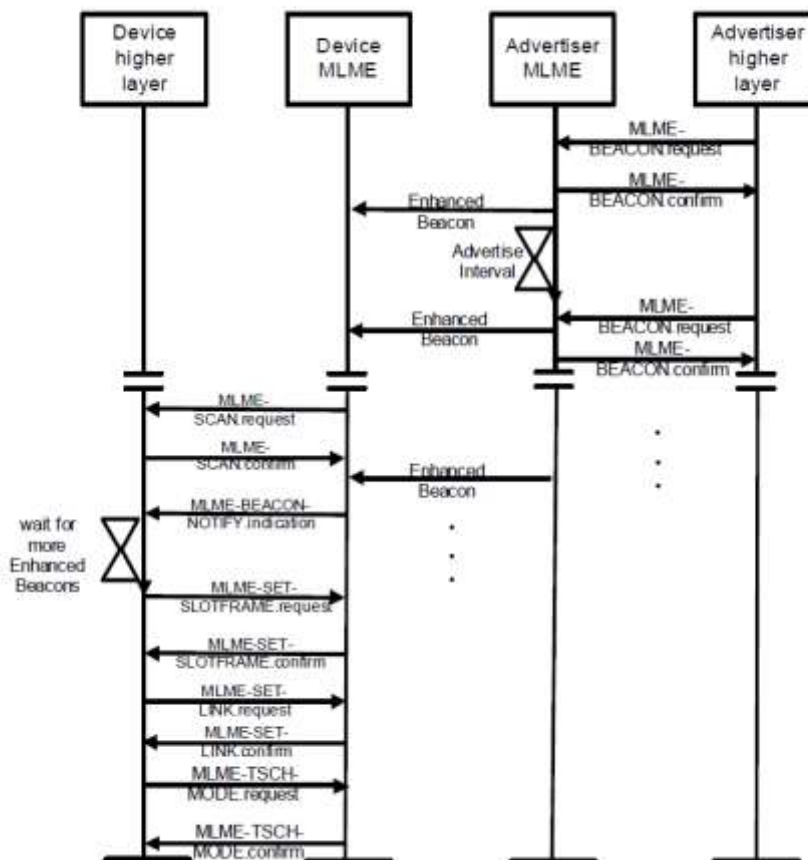 Device
higher
layer
Device
MLME
Advertiser
MLME
Advertiser
higher
layer
MLME-
BEACON.request
MLME-
BEACON.confirm
Enhanced
Beacon
Advertise
Interval
MLME-
BEACON.request
Enhanced
Beacon
MLME-
BEACON.confirm
MLME-
SCAN.request
MLME-
SCAN.confirm
Enhanced
Beacon
MLME-BEACON-
NOTIFY.indication
wait for
more
Enhanced
Beacons
MLME-SET-
SLOTFRAME.request
MLME-SET-
SLOTFRAME.confirm
MLME-SET-
LINK.request
MLME-SET-
LINK.confirm
MLME-TSCH-
MODE.request
MLME-TSCH-
MODE.confirm